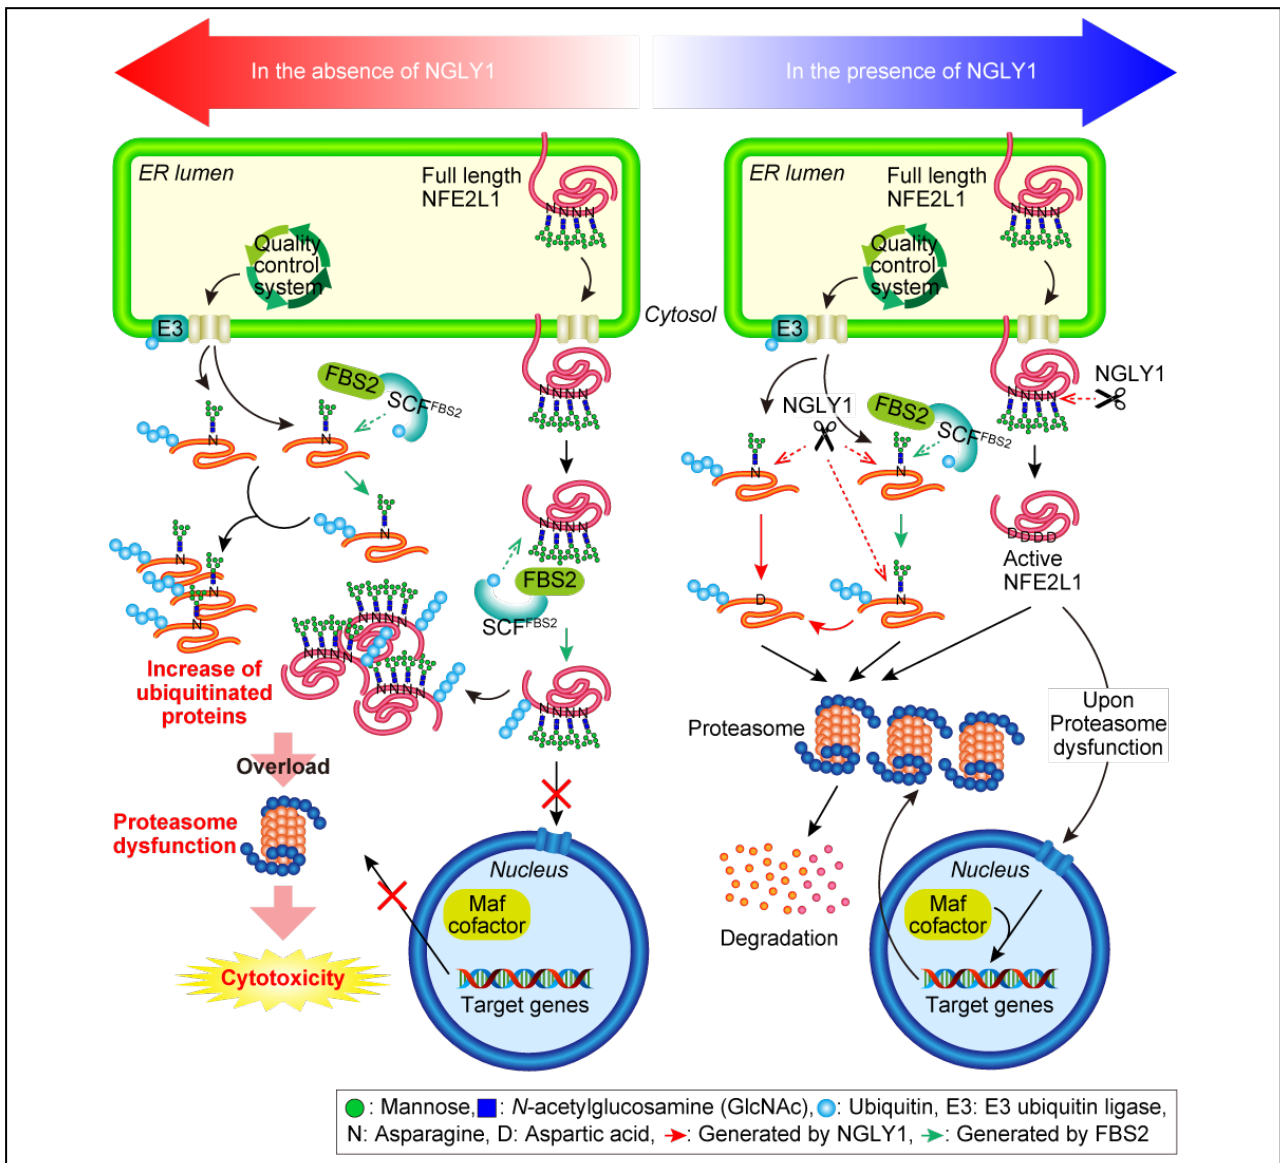 In the absence of NGLY1
In the presence of NGLY1
ER lumen
Full length
NFE2L1
N N N N
Quality
control
system
E3
Cytosol
FBS2
SCFFBS2
N
N
N N N N
N
N
N
N
N N N N
FBS2
SCFFBS2
N N N N
N N N N
N N N N
Increase of
ubiquitinated
proteins
Overload
Proteasome
dysfunction
Cytotoxicity
Nucleus
Maf
cofactor
Target genes
ER lumen
Full length
NFE2L1
N N N N
Quality
control
system
E3
N N N N
NGLY1
NGLY1
FBS2
SCFFBS2
N
N
D D D D
Active
NFE2L1
D
N
Proteasome
Upon
Proteasome
dysfunction
Degradation
Nucleus
Maf
cofactor
Target genes
: Mannose, : N-acetylglucosamine (GlcNAc), : Ubiquitin, E3: E3 ubiquitin ligase,
N: Asparagine, D: Aspartic acid, : Generated by NGLY1, : Generated by FBS2